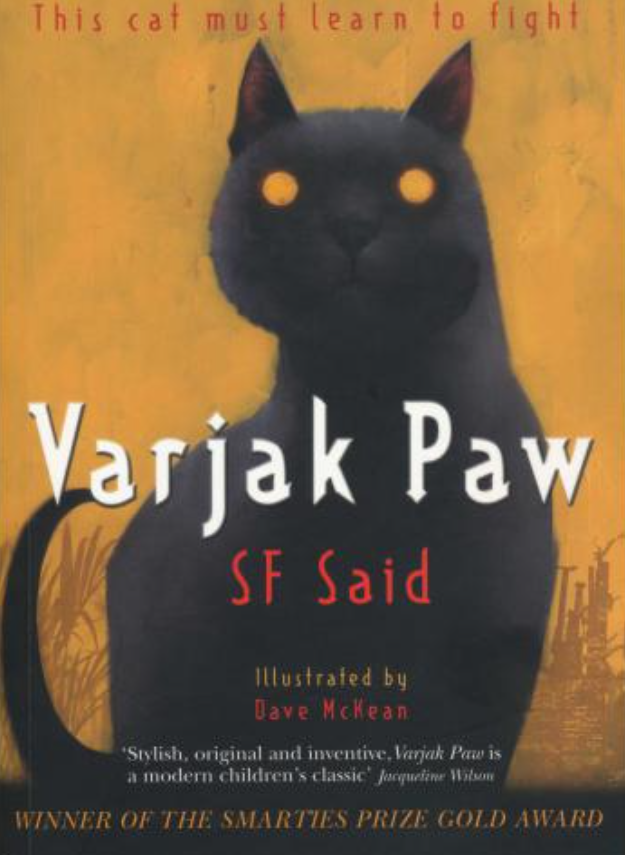 This cat must learn to fight
Varjak Paw
SF Said
Illustrated by
Dave McKean
'Stylish, original and inventive, Varjak Paw is
a modern children's classic' Jacqueline Wilson
WINNER OF THE SMARTIES PRIZE GOLD AWARD